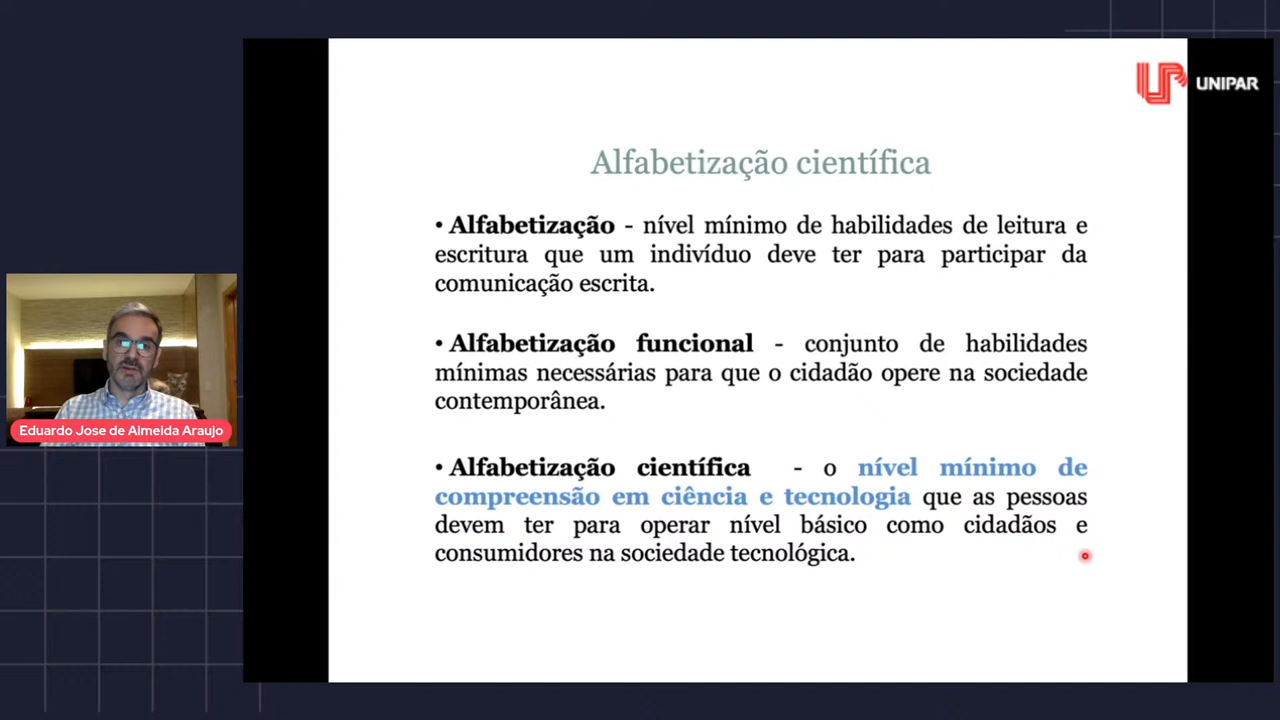 UNIPAR
Alfabetização científica
• Alfabetização - nível mínimo de habilidades de leitura e
escritura que um indivíduo deve ter para participar da
comunicação escrita.
• Alfabetização funcional - conjunto de habilidades
mínimas necessárias para que o cidadão opere na sociedade
contemporânea.
• Alfabetização científica - o nível mínimo de
compreensão em ciência e tecnologia que as pessoas
devem ter para operar nível básico como cidadãos e
consumidores na sociedade tecnológica.
Eduardo Jose de Almeida Araujo